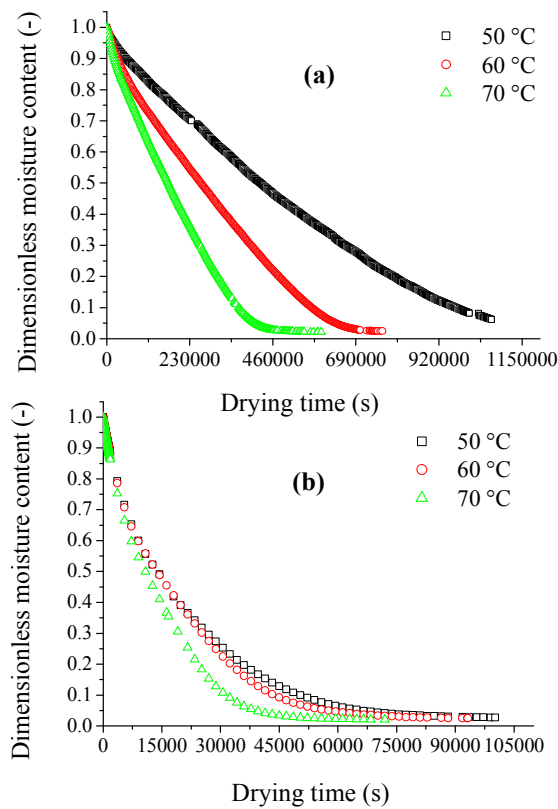 Dimensionless moisture content (-)
1.0
0.9
0.8
0.7
0.6
0.5
0.4
0.3
0.2
0.1
0.0
(a)
50 °C
60 °C
70 °C
0 230000 460000 690000 920000 1150000
Drying time (s)
Dimensionless moisture content (-)
1.0
0.9
0.8
0.7
0.6
0.5
0.4
0.3
0.2
0.1
0.0
(b)
50 °C
60 °C
70 °C
0 15000 30000 45000 60000 75000 90000 105000
Drying time (s)